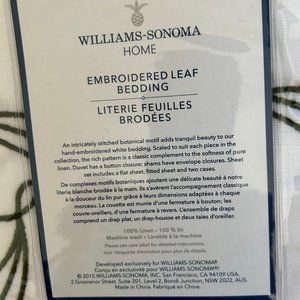 WILLIAMS-SONOMA
HOME
EMBROIDERED LEAF
BEDDING
LITERIE FEUILLES
BRODÉES
An intricately stitched botanical motif adds tranquil beauty to our
hand-embroidered white bedding. Scaled to suit each piece in the
collection, the rich pattern is a classic complement to the softness of pure
linen. Duvet has a button closure; shams have envelope closures. Sheet
set includes a flat sheet, fitted sheet and two cases.
De complexes motifs botaniques ajoutent une délicate beauté à notre
literie blanche brodée à la main. Ils s'avèrent l'accompagnement classique
à la douceur du lin pur grâce à leurs dimensions adaptées à chaque
morceau. La couette est munie d'une fermeture à bouton; les
couvre-oreillers, d'une fermeture à revers. L'ensemble de draps
comprend un drap plat, un drap-housse et deux taies d'oreiller.
100% Linen • 100 % lin
Machine wash • Lavable à la machine
Please see care label for detailed instructions.
Voir l'étiquette d'entretien pour
Developed exclusively for WILLIAMS-SONOMA®
Conçu en exclusivité pour WILLIAMS-SONOMA®
© 2015 WILLIAMS-SONOMA, INC. San Francisco, CA 94109 USA.
2 Grosvenor Street, Suite 201, Level 2, Bondi Junction, NSW 2022, AUS.
Made in China. Fabriqué en Chine.